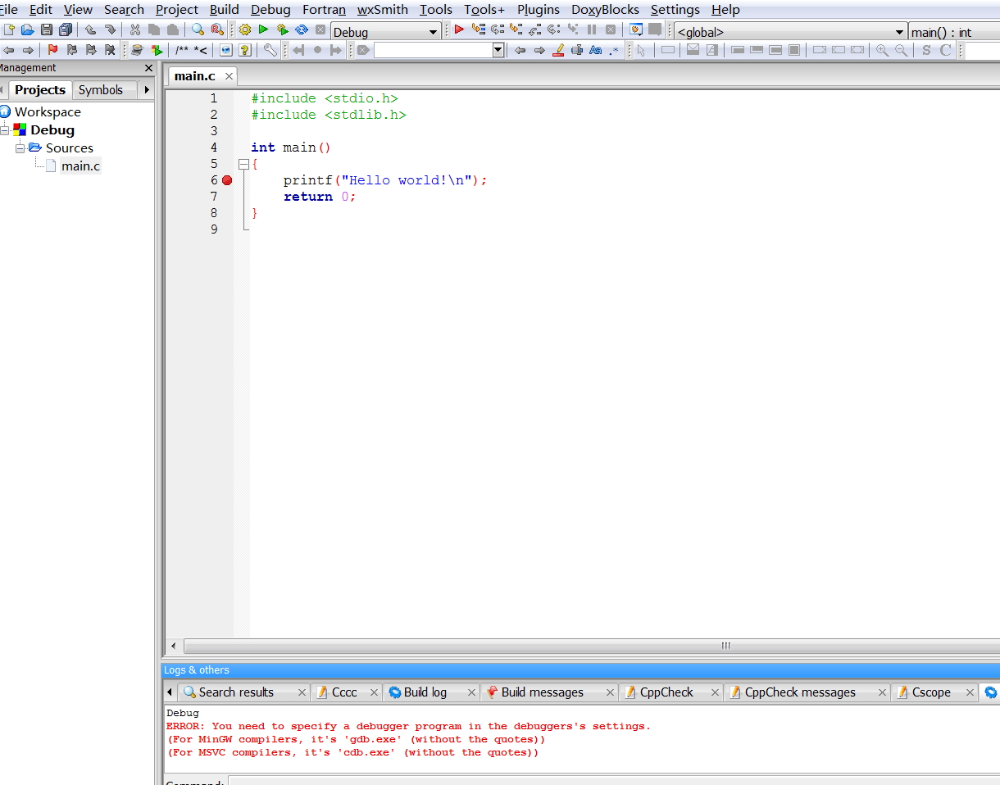 File Edit View Search Project Build Debug Fortran wxSmith Tools Tools+ Plugins DoxyBlocks Settings Help
Debug <global> main() : int
/** *< Aa .* S C
Management
Projects Symbols
main.c
Workspace
Debug
Sources
main.c
1 #include <stdio.h>
2 #include <stdlib.h>
3
4 int main()
5 {
6 printf("Hello world!\n");
7 return 0;
8 }
9
Logs & others
Search results Cccc Build log Build messages CppCheck CppCheck messages Cscope
Debug
ERROR: You need to specify a debugger program in the debuggers's settings.
(For MinGW compilers, it's 'gdb.exe' (without the quotes))
(For MSVC compilers, it's 'cdb.exe' (without the quotes))
Command: